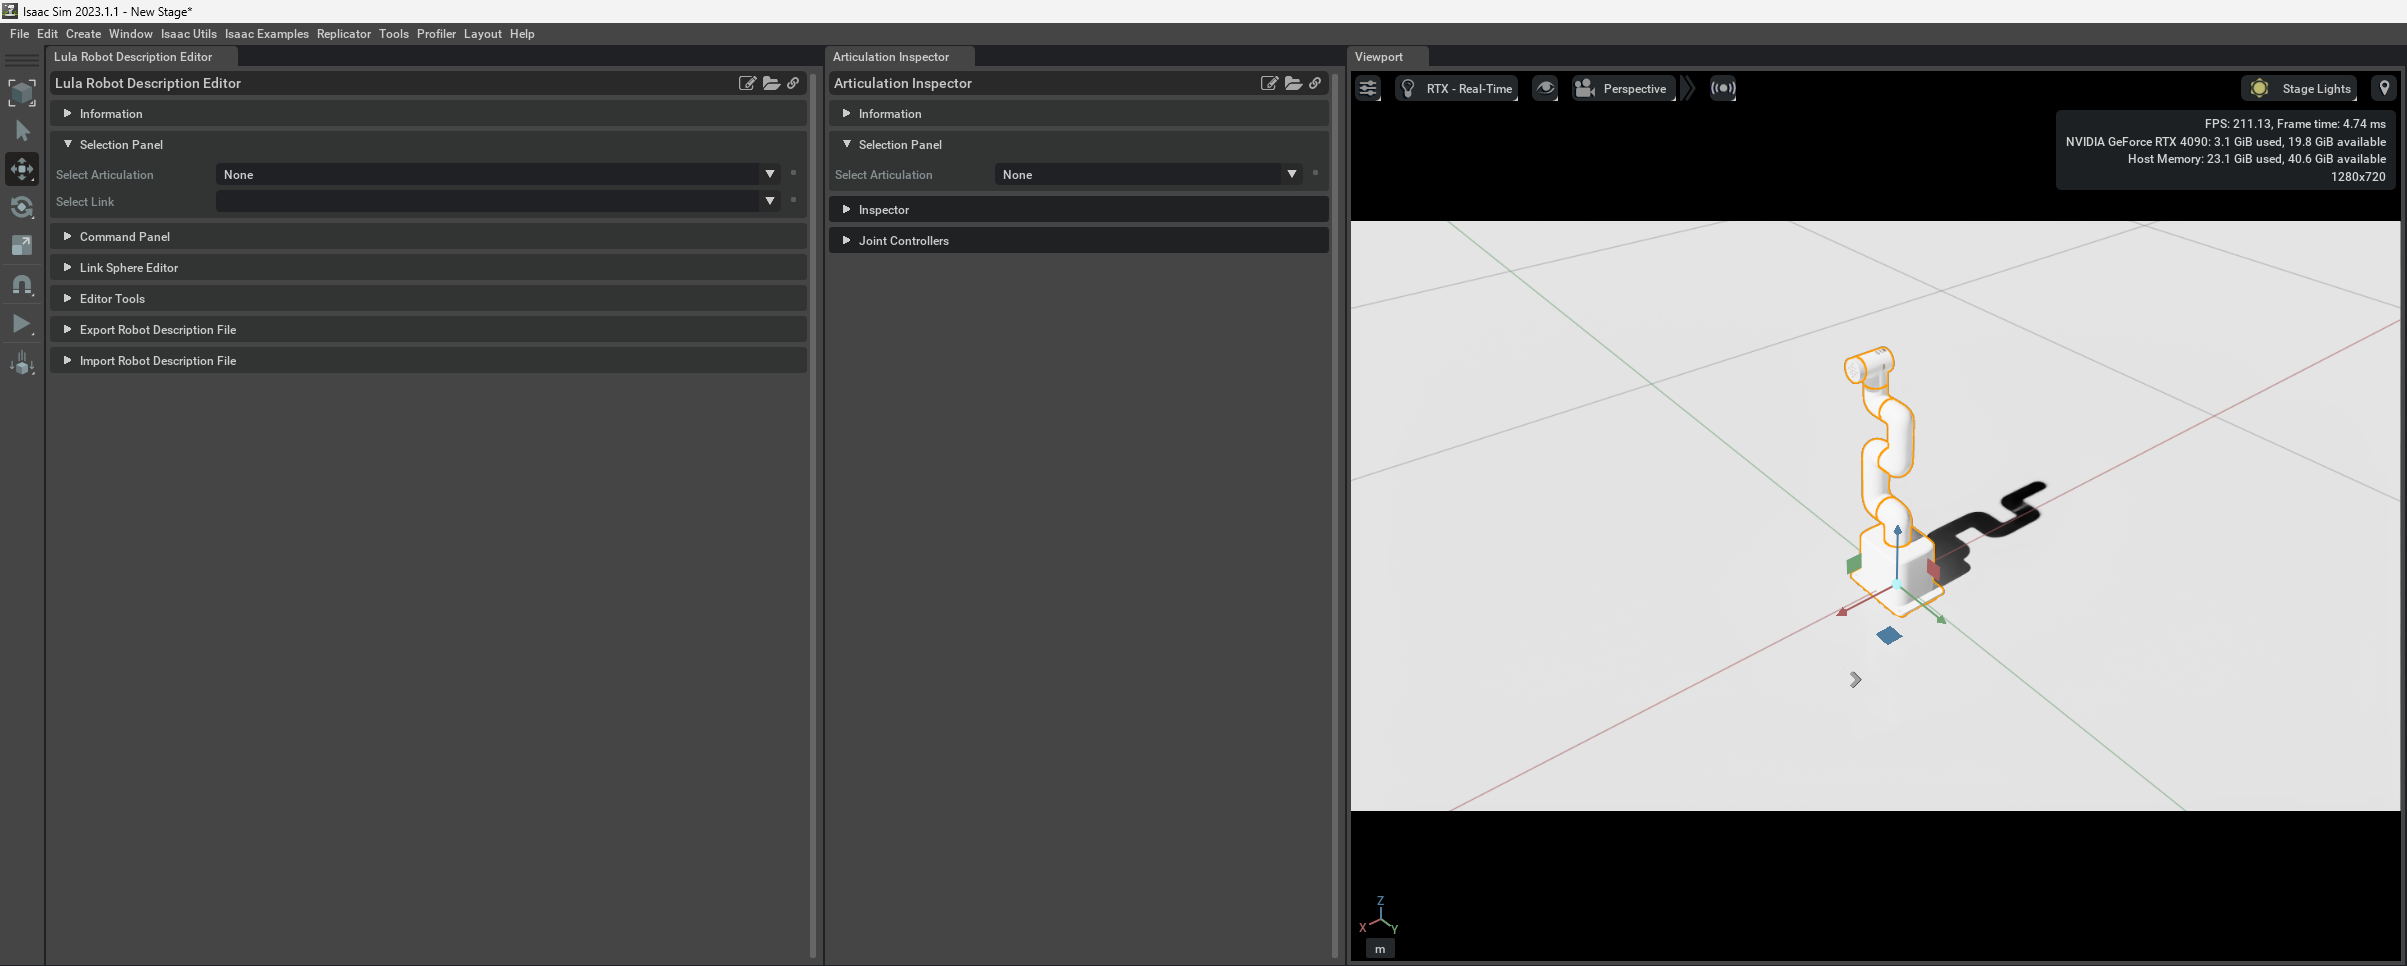 Isaac Sim 2023.1.1 - New Stage*
File Edit Create Window Isaac Utils Isaac Examples Replicator Tools Profiler Layout Help
Lula Robot Description Editor
Lula Robot Description Editor
Information
Selection Panel
Select Articulation None
Select Link
Command Panel
Link Sphere Editor
Editor Tools
Export Robot Description File
Import Robot Description File
Articulation Inspector
Articulation Inspector
Information
Selection Panel
Select Articulation None
Inspector
Joint Controllers
Viewport
RTX - Real-Time Perspective Stage Lights
FPS: 211.13, Frame time: 4.74 ms
NVIDIA GeForce RTX 4090: 3.1 GiB used, 19.8 GiB available
Host Memory: 23.1 GiB used, 40.6 GiB available
1280x720
Z
X Y
m